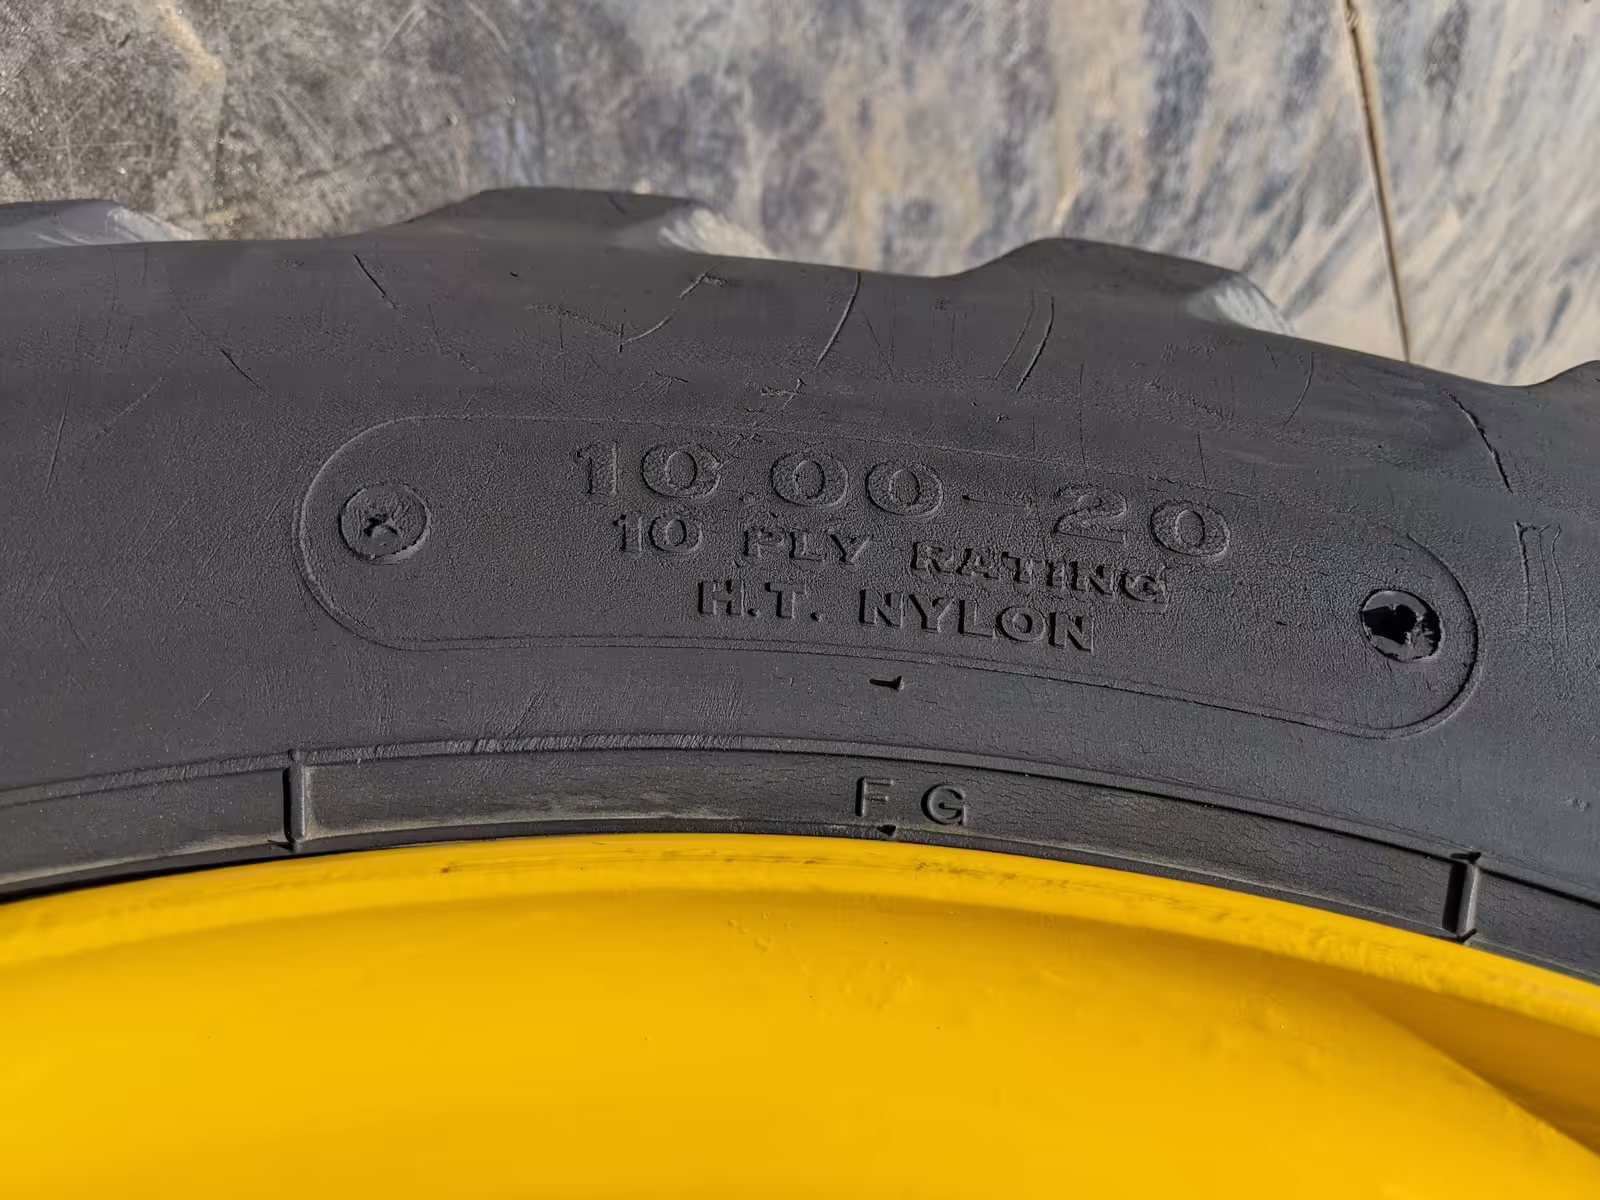 10.00-20
10 PLY RATING
H.T. NYLON
F G